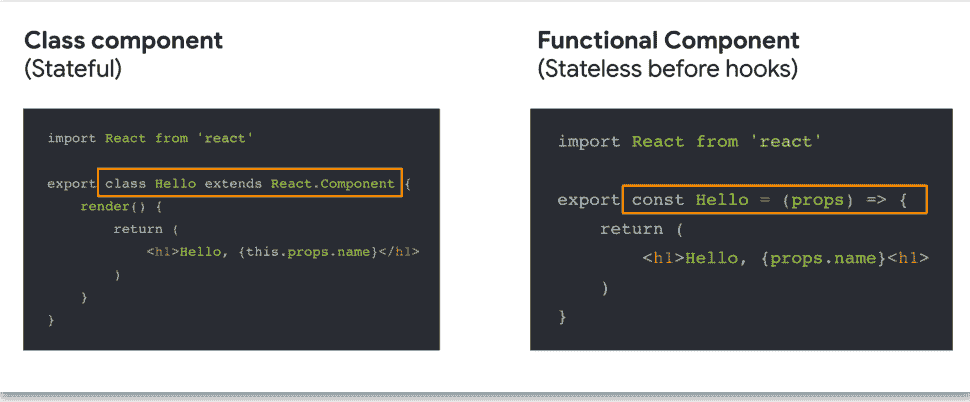 Class component
(Stateful)
import React from 'react'
export class Hello extends React.Component {
render() {
return (
<h1>Hello, {this.props.name}</h1>
)
}
}
Functional Component
(Stateless before hooks)
import React from 'react'
export const Hello = (props) => {
return (
<h1>Hello, {props.name}<h1>
)
}